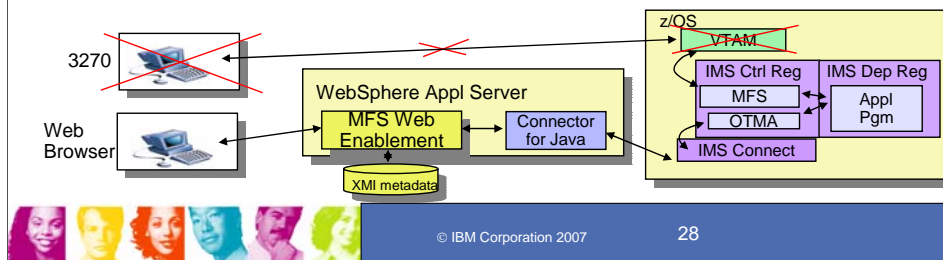 z/OS
VTAM
3270
IMS Ctrl Reg
IMS Dep Reg
MFS
OTMA
Appl
Pgm
IMS Connect
WebSphere Appl Server
MFS Web
Enablement
Connector
for Java
XMI metadata
Web
Browser
© IBM Corporation 2007
28